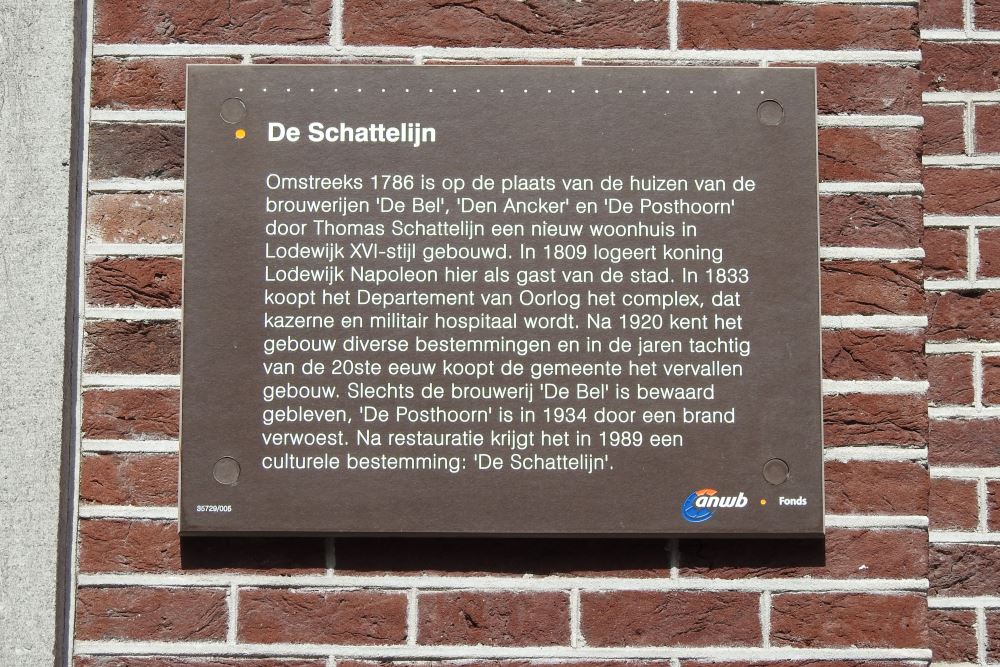 De Schattelijn
Omstreeks 1786 is op de plaats van de huizen van de
brouwerijen 'De Bel', 'Den Ancker' en 'De Posthoorn'
door Thomas Schattelijn een nieuw woonhuis in
Lodewijk XVI-stijl gebouwd. In 1809 logeert koning
Lodewijk Napoleon hier als gast van de stad. In 1833
koopt het Departement van Oorlog het complex, dat
kazerne en militair hospitaal wordt. Na 1920 kent het
gebouw diverse bestemmingen en in de jaren tachtig
van de 20ste eeuw koopt de gemeente het vervallen
gebouw. Slechts de brouwerij 'De Bel' is bewaard
gebleven, 'De Posthoorn' is in 1934 door een brand
verwoest. Na restauratie krijgt het in 1989 een
culturele bestemming: 'De Schattelijn'.
35729/005
anwb • Fonds